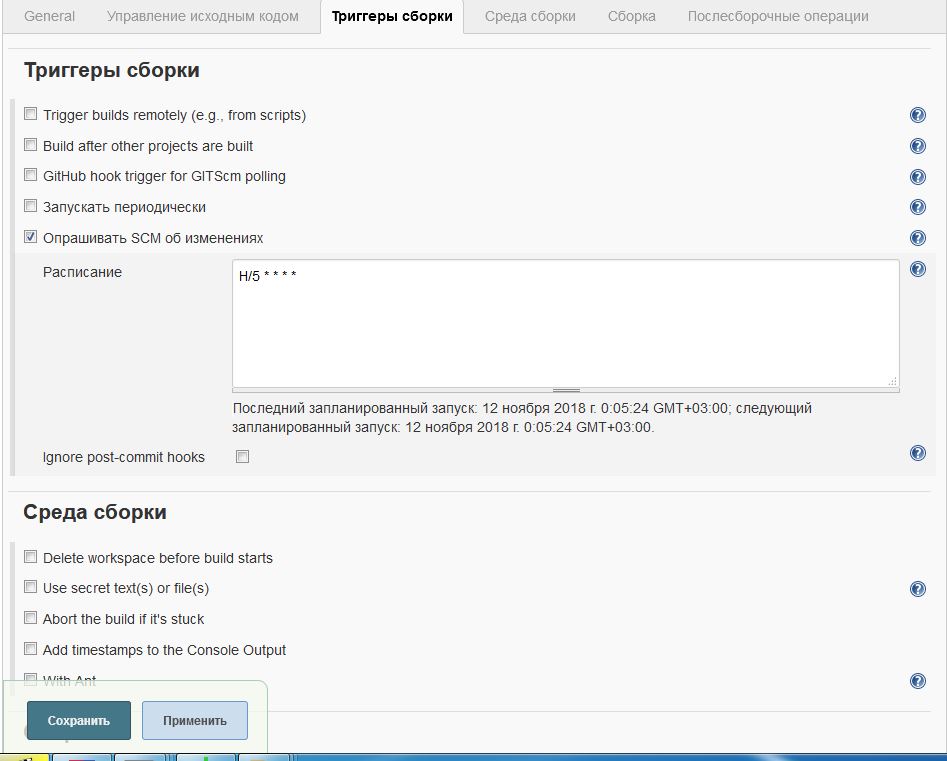 General Управление исходным кодом Триггеры сборки Среда сборки Сборка Послесборочные операции
Триггеры сборки
Trigger builds remotely (e.g., from scripts)
Build after other projects are built
GitHub hook trigger for GITScm polling
Запускать периодически
Опрашивать SCM об изменениях
Расписание
H/5 * * * *
Последний запланированный запуск: 12 ноября 2018 г. 0:05:24 GMT+03:00; следующий
запланированный запуск: 12 ноября 2018 г. 0:05:24 GMT+03:00.
Ignore post-commit hooks
Среда сборки
Delete workspace before build starts
Use secret text(s) or file(s)
Abort the build if it's stuck
Add timestamps to the Console Output
With Ant
Сохранить Применить